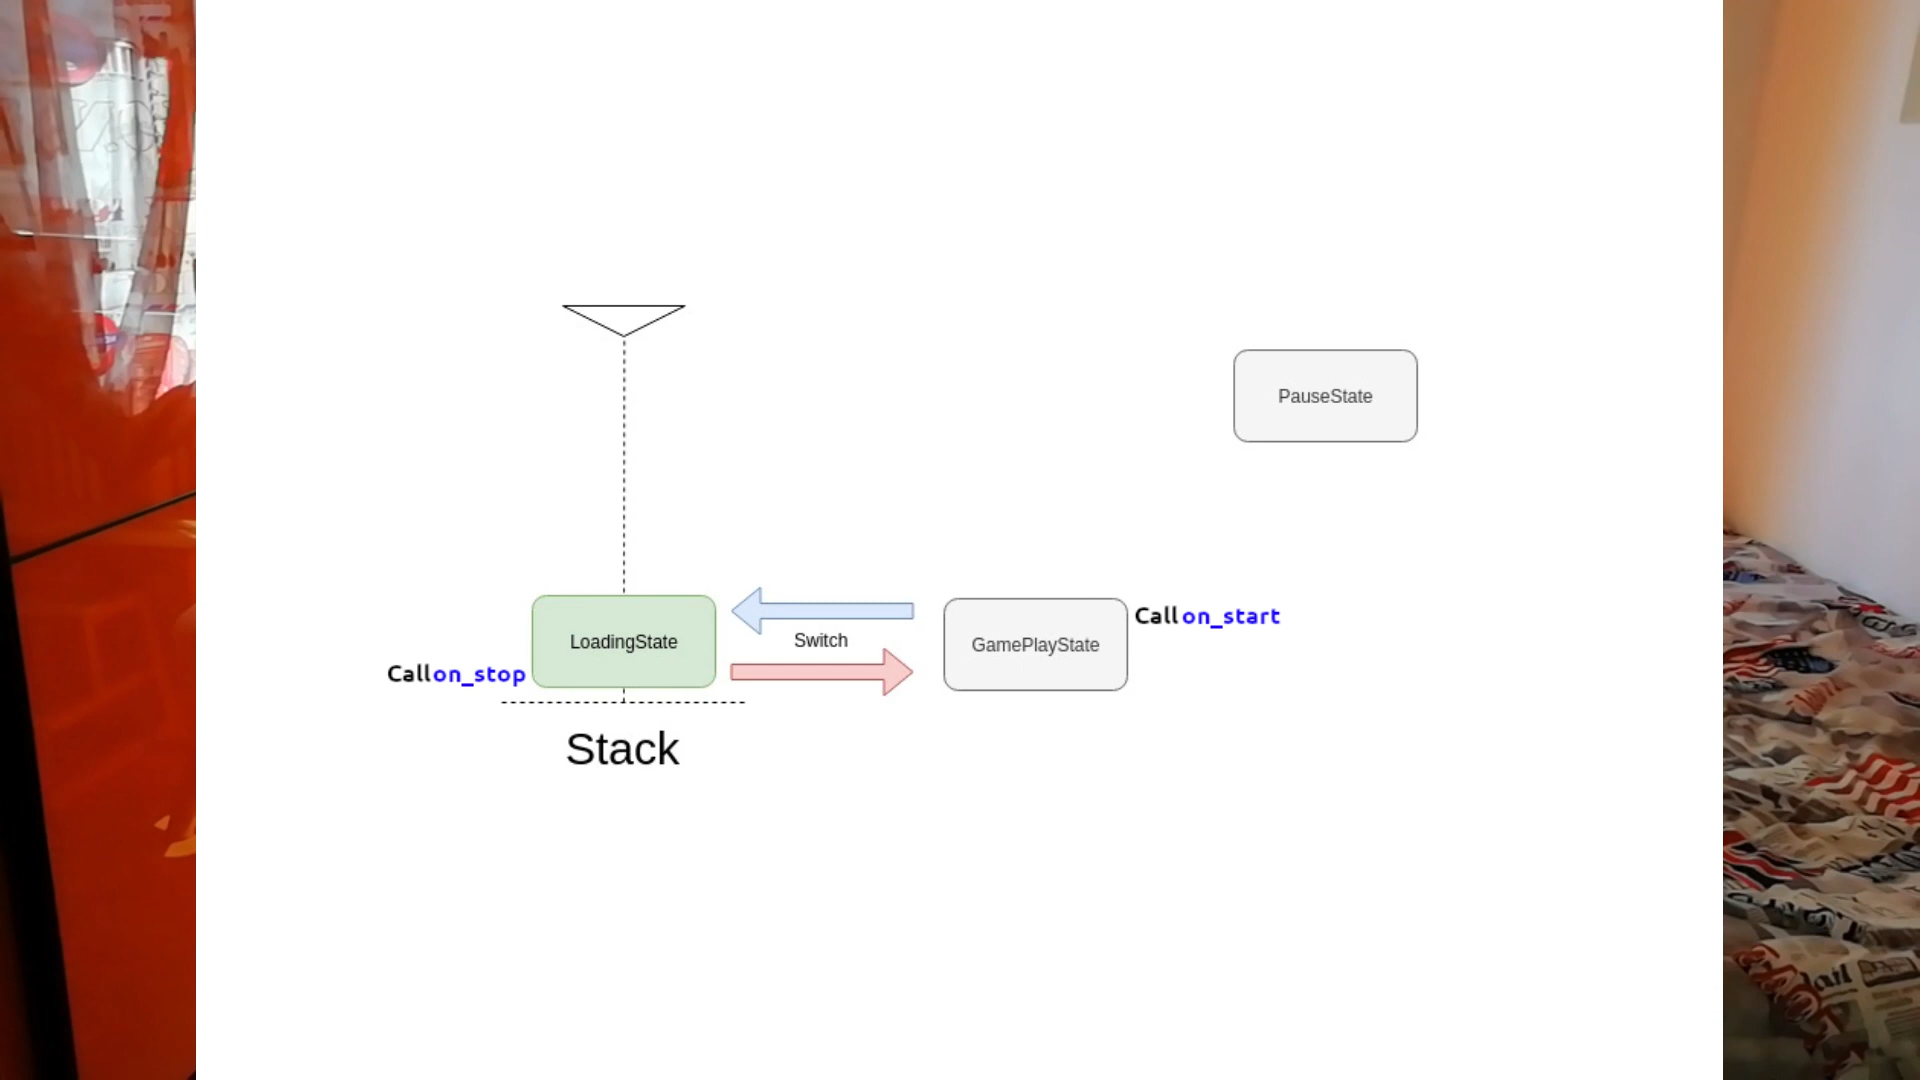 PauseState
Call on_start
LoadingState
Switch
GamePlayState
Call on_stop
Stack